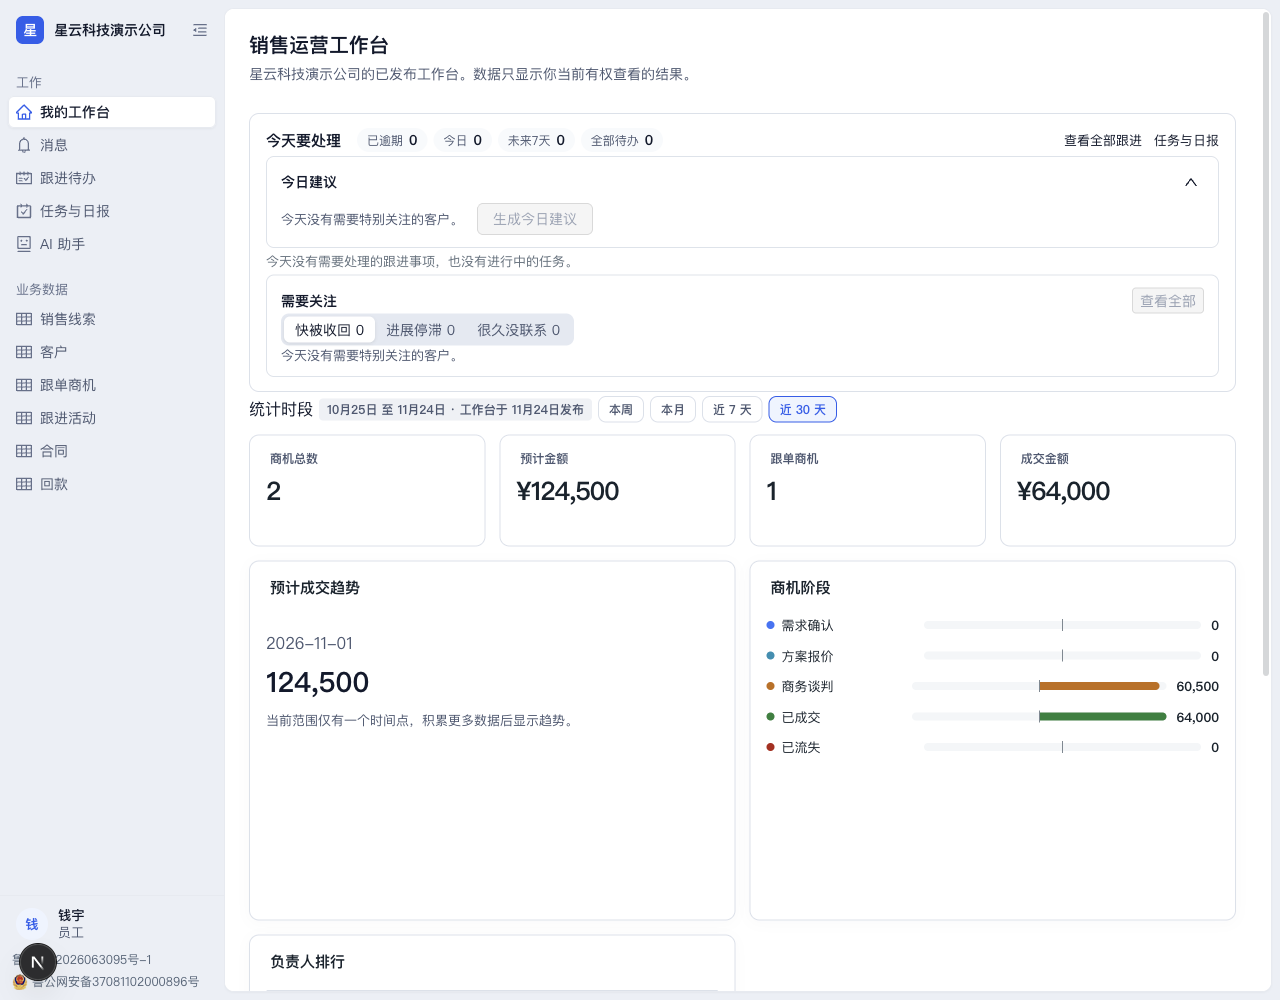 星 星云科技演示公司
工作
我的工作台
消息
跟进待办
任务与日报
AI 助手
业务数据
销售线索
客户
跟单商机
跟进活动
合同
回款
钱 钱宇
员工
2026063095号-1
公网安备37081102000896号
N
销售运营工作台
星云科技演示公司的已发布工作台。数据只显示你当前有权查看的结果。
今天要处理 已逾期 0 今日 0 未来7天 0 全部待办 0 查看全部跟进 任务与日报
今日建议
今天没有需要特别关注的客户。 生成今日建议
今天没有需要处理的跟进事项，也没有进行中的任务。
需要关注 查看全部
快被收回 0 进展停滞 0 很久没联系 0
今天没有需要特别关注的客户。
统计时段 10月25日 至 11月24日 · 工作台于 11月24日发布 本周 本月 近 7 天 近 30 天
商机总数 预计金额 跟单商机 成交金额
2 ¥124,500 1 ¥64,000
预计成交趋势
2026-11-01
124,500
当前范围仅有一个时间点，积累更多数据后显示趋势。
商机阶段
需求确认 0
方案报价 0
商务谈判 60,500
已成交 64,000
已流失 0
负责人排行